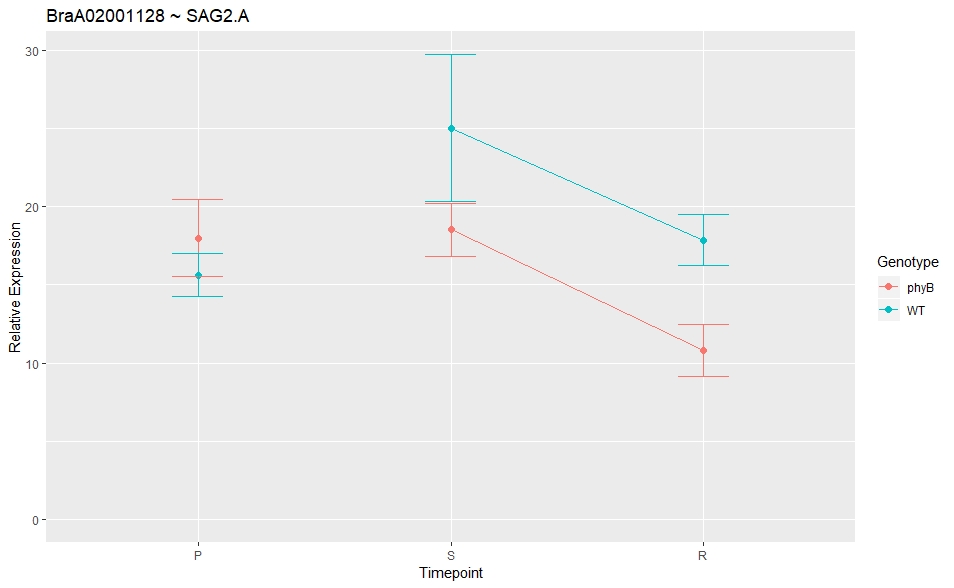 BraA02001128 ~ SAG2.A
30
20
10
0
Relative Expression
P
S
R
Timepoint
Genotype
phyB
WT